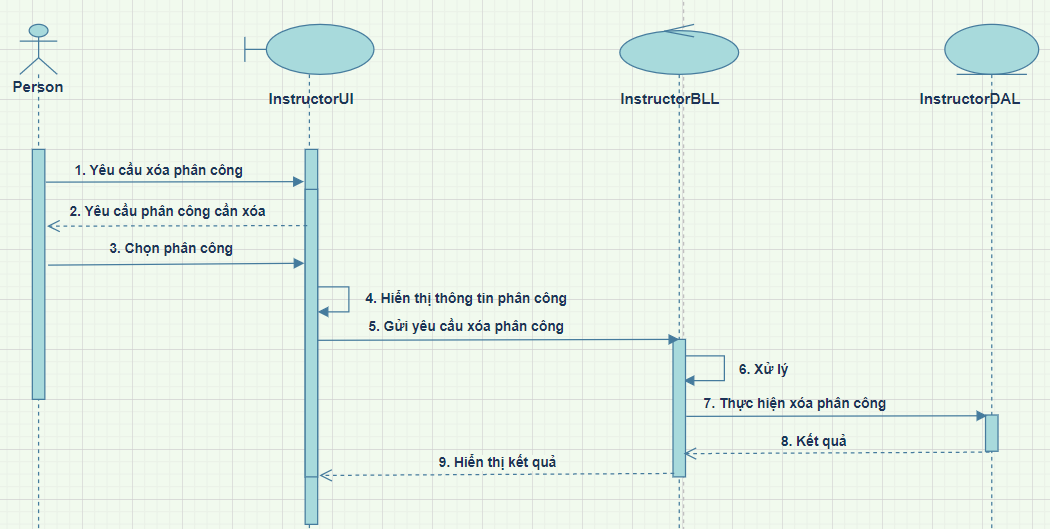 Person
InstructorUI
InstructorBLL
InstructorDAL
1. Yêu cầu xóa phân công
2. Yêu cầu phân công cần xóa
3. Chọn phân công
4. Hiển thị thông tin phân công
5. Gửi yêu cầu xóa phân công
6. Xử lý
7. Thực hiện xóa phân công
8. Kết quả
9. Hiển thị kết quả